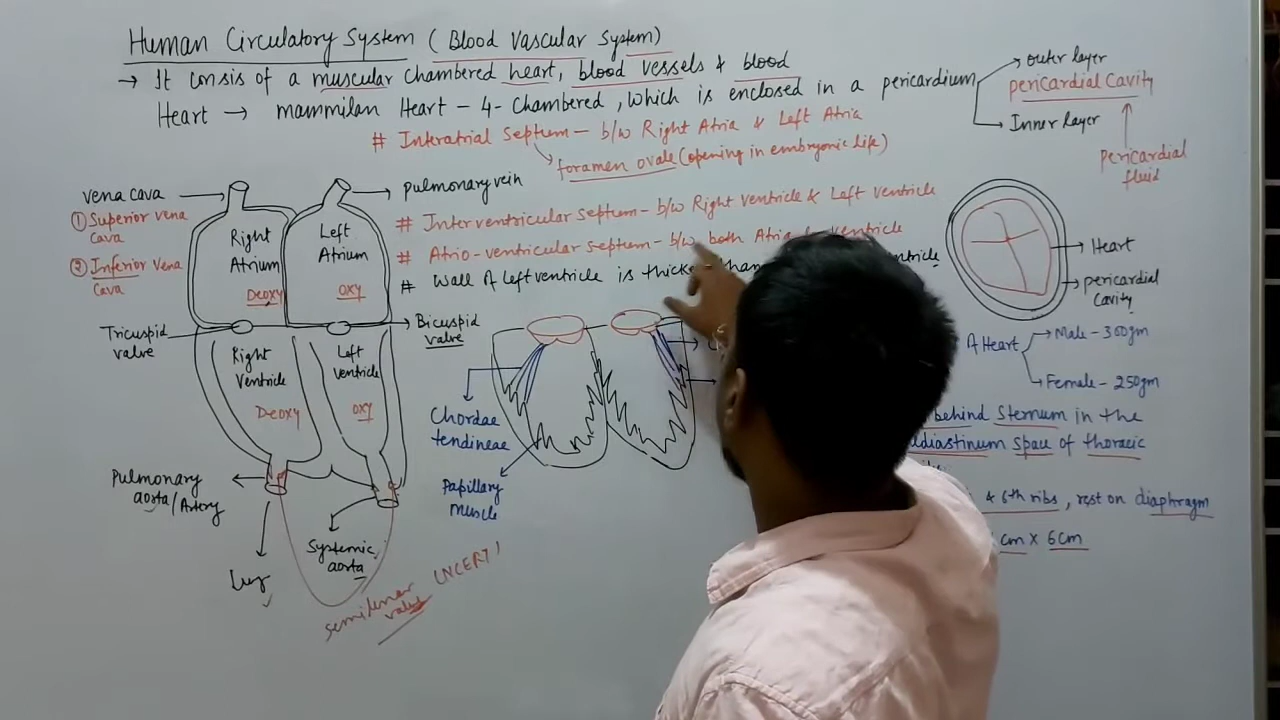 Human Circulatory System (Blood Vascular System)
→ It consis of a muscular chambered heart, blood vessels & blood
Heart → mammilan Heart - 4- Chambered, which is enclosed in a pericardium
outer layer
pericardial Cavity
Inner layer
pericardial
fluid
# Interatrial Septum - b/w Right Atria & Left Atria
foramen ovale (opening in embryonic life)
# Interventricular Septum - b/w Right ventricle & Left ventricle
# Atrio-ventricular septum - b/w both Atria ventricle
# Wall of Left ventricle is thicker than ventricle
vena cava
① Superior vena
cava
② Inferior vena
Cava
pulmonary vein
Right
Atrium
Deoxy
Left
Atrium
oxy
Tricuspid
valve
Bicuspid
valve
Right
Ventricle
Deoxy
Left
ventricle
oxy
Pulmonary
aorta/Artery
Systemic
aorta
semilunar
valve (NCERT)
Chordae
tendineae
Papillary
muscle
Heart
pericardial
cavity
Heart
Male - 300gm
Female - 250gm
behind Sternum in the
space of thoracic
& 6th ribs, rest on diaphragm
cm x 6cm